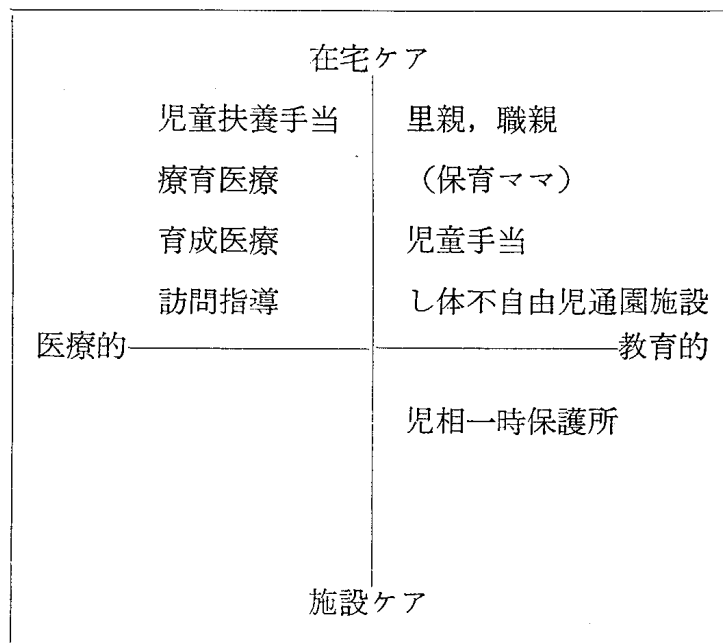 在宅ケア
児童扶養手当 里親，職親
療育医療 （保育ママ）
育成医療 児童手当
訪問指導 し体不自由児通園施設
医療的 教育的
児相一時保護所
施設ケア